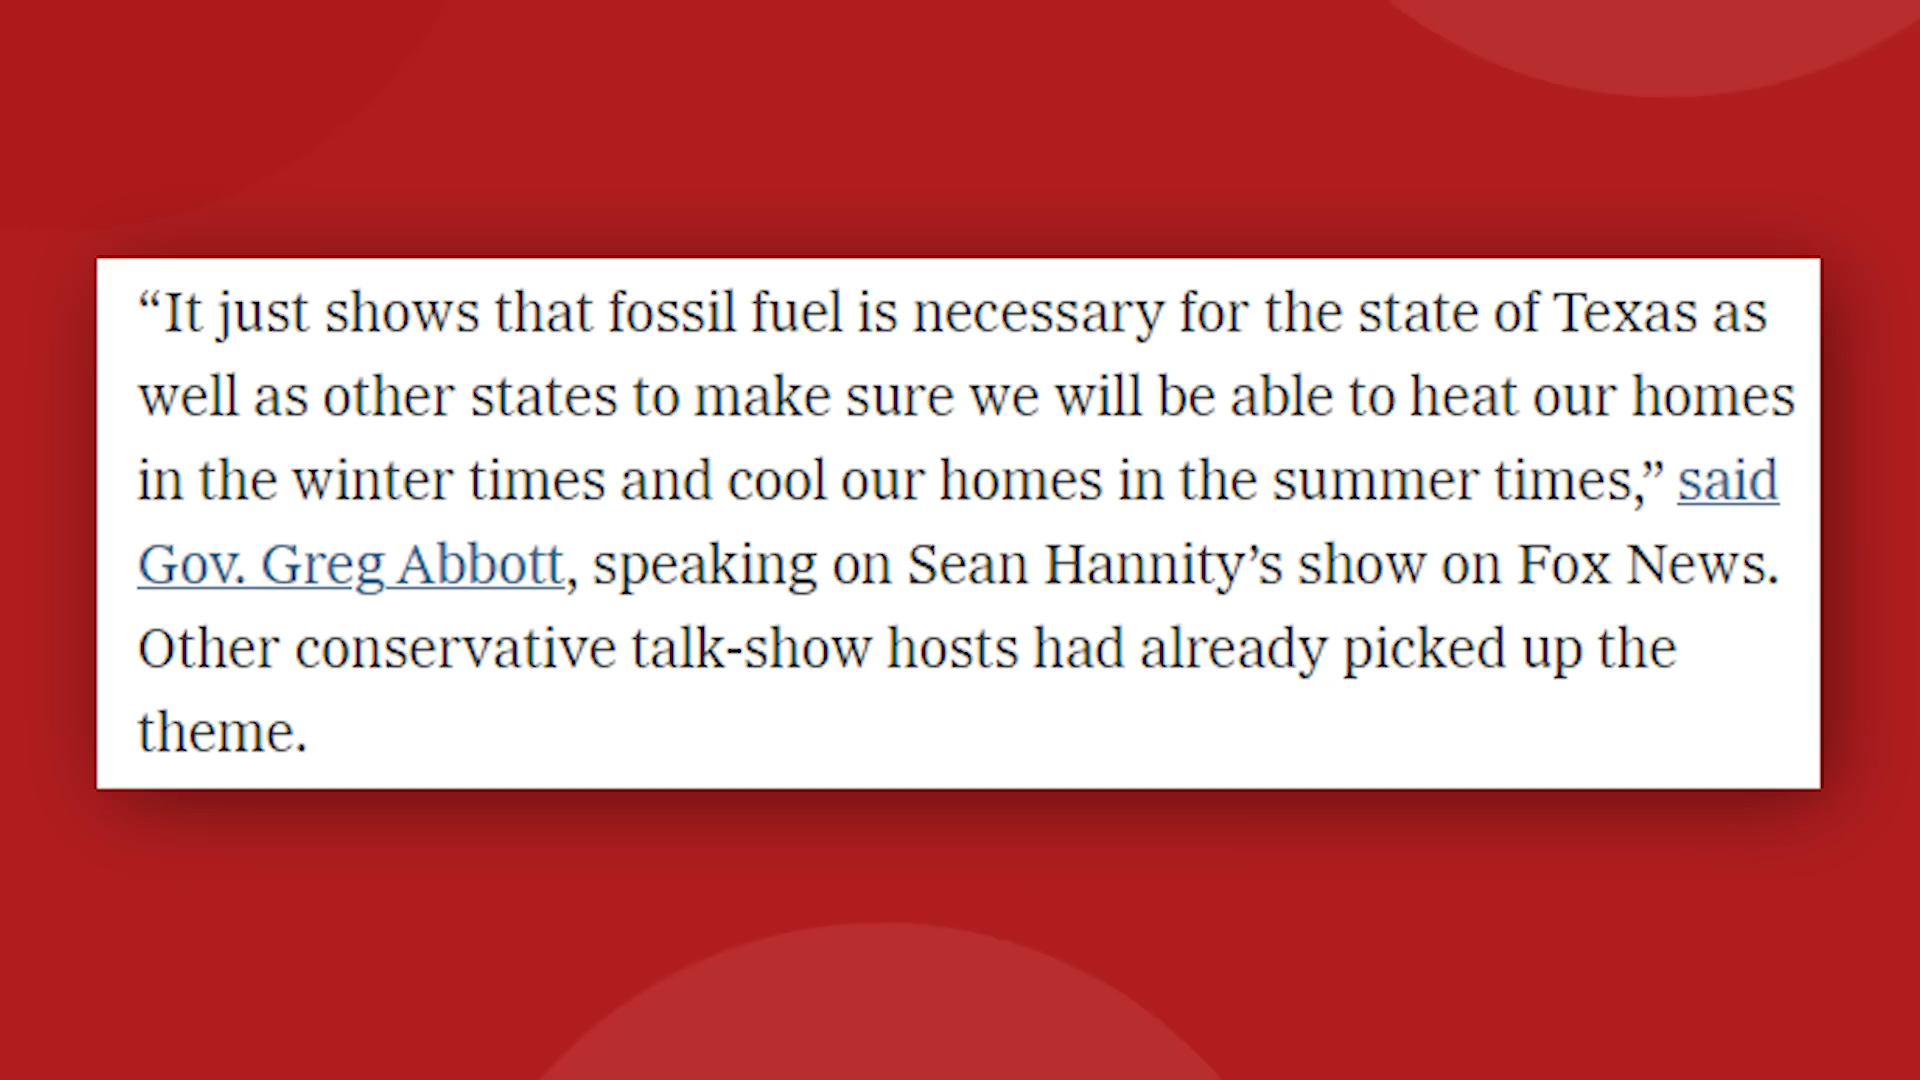 “It just shows that fossil fuel is necessary for the state of Texas as
well as other states to make sure we will be able to heat our homes
in the winter times and cool our homes in the summer times,” said
Gov. Greg Abbott, speaking on Sean Hannity’s show on Fox News.
Other conservative talk-show hosts had already picked up the
theme.